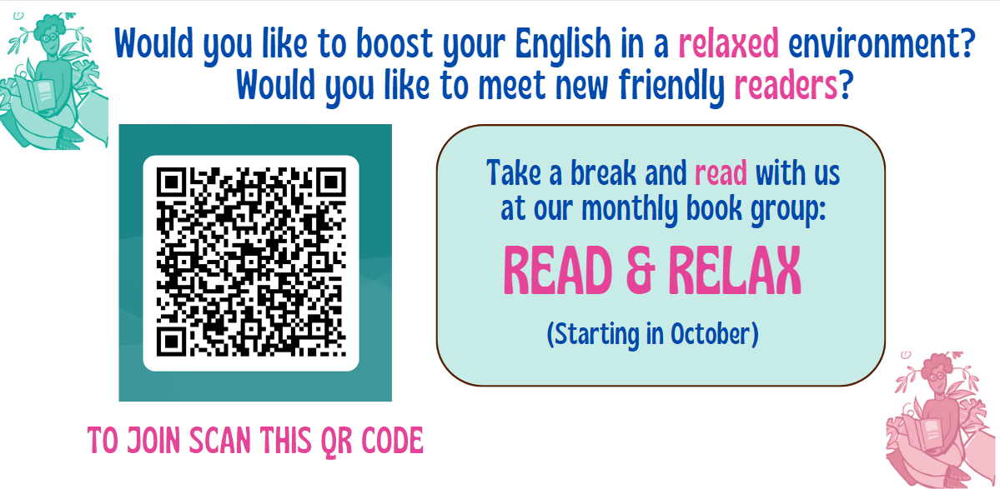 Would you like to boost your English in a relaxed environment?
Would you like to meet new friendly readers?
Take a break and read with us
at our monthly book group:
READ & RELAX
(Starting in October)
TO JOIN SCAN THIS QR CODE